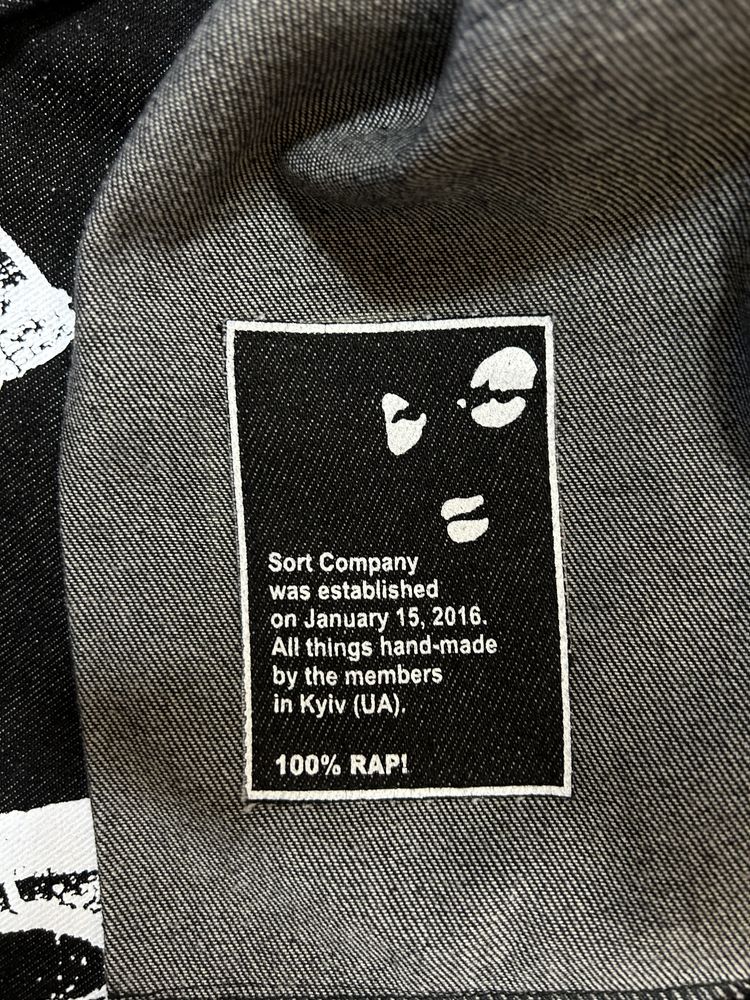 Sort Company
was established
on January 15, 2016.
All things hand-made
by the members
in Kyiv (UA).
100% RAP!